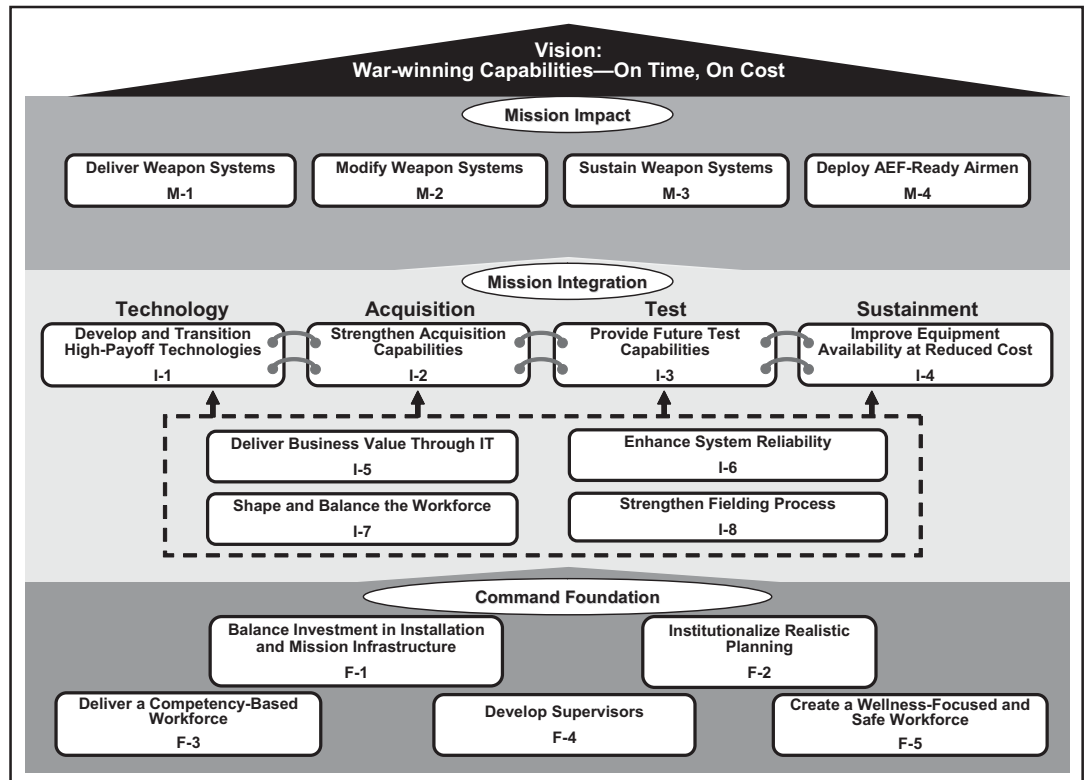 Vision:
War-winning Capabilities—On Time, On Cost
Mission Impact
Deliver Weapon Systems
M-1
Modify Weapon Systems
M-2
Sustain Weapon Systems
M-3
Deploy AEF-Ready Airmen
M-4
Mission Integration
Technology
Acquisition
Test
Sustainment
Develop and Transition
High-Payoff Technologies
I-1
Strengthen Acquisition
Capabilities
I-2
Provide Future Test
Capabilities
I-3
Improve Equipment
Availability at Reduced Cost
I-4
Deliver Business Value Through IT
I-5
Enhance System Reliability
I-6
Shape and Balance the Workforce
I-7
Strengthen Fielding Process
I-8
Command Foundation
Balance Investment in Installation
and Mission Infrastructure
F-1
Institutionalize Realistic
Planning
F-2
Deliver a Competency-Based
Workforce
F-3
Develop Supervisors
F-4
Create a Wellness-Focused and
Safe Workforce
F-5